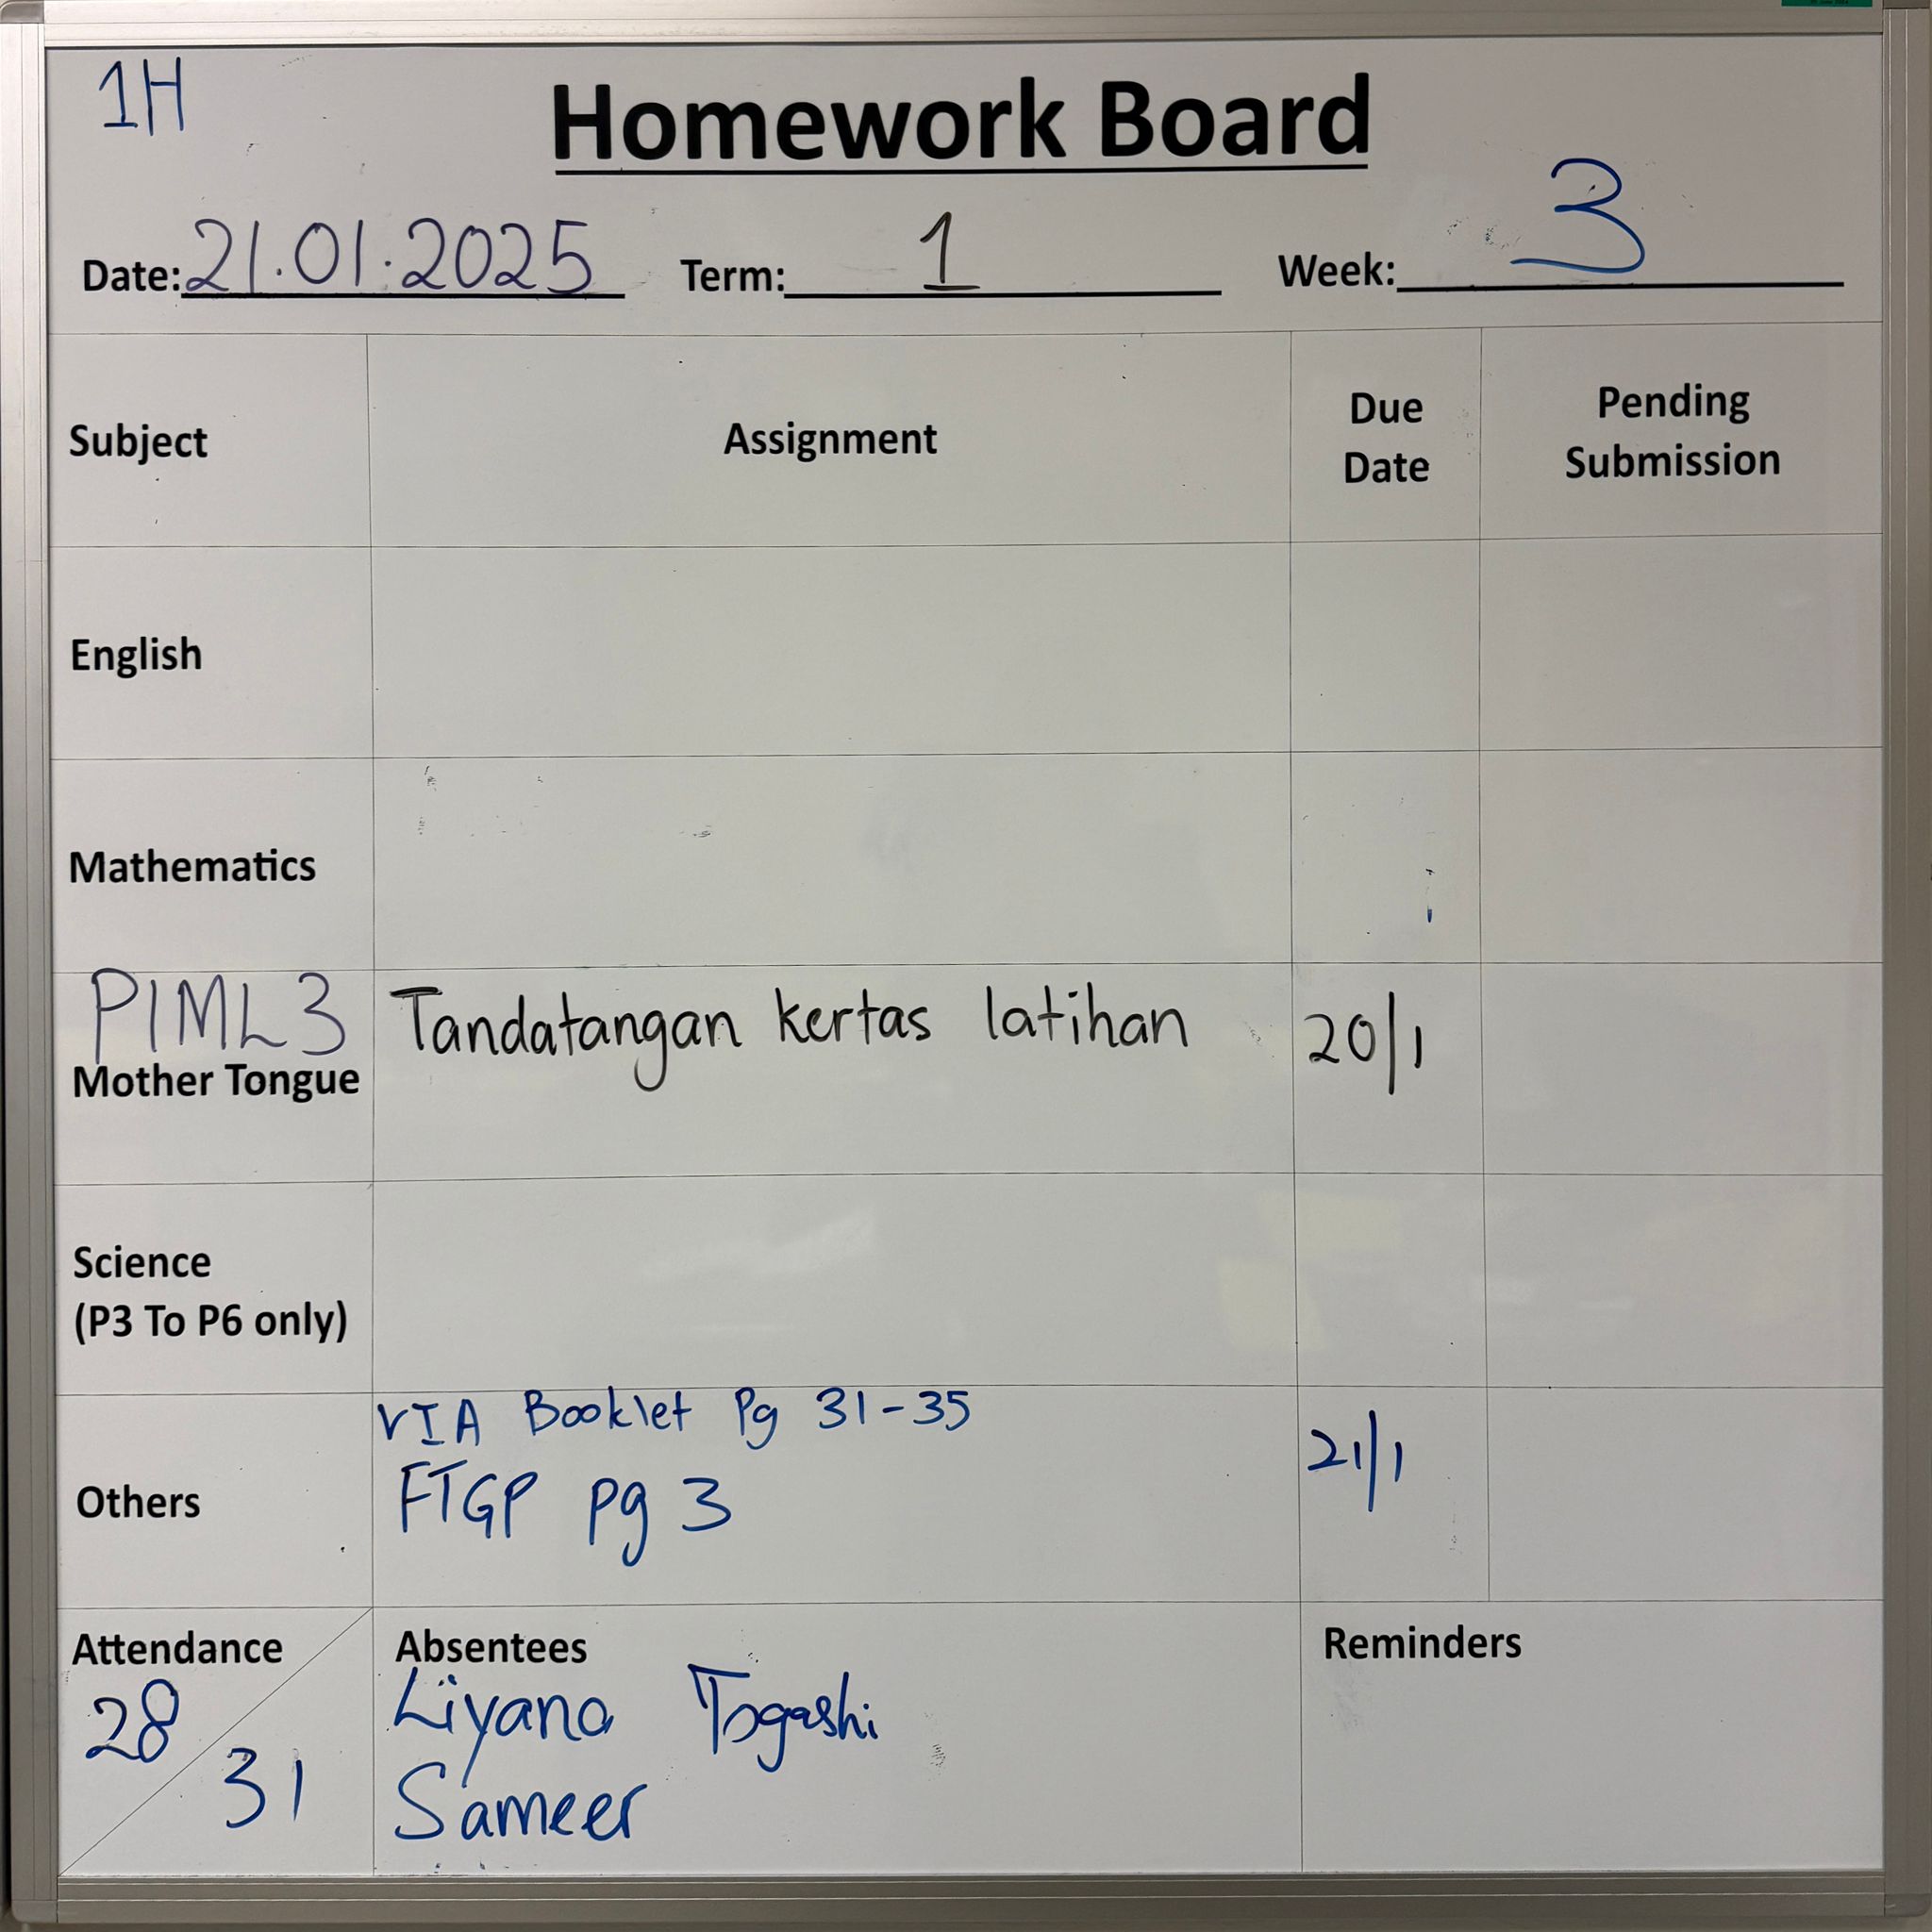 1H
Homework Board
Date: 21.01.2025 Term: 1 Week: 3
Subject Assignment Due Date Pending Submission
English
Mathematics
P1ML3 Mother Tongue Tandatangan kertas latihan 20/1
Science
(P3 To P6 only)
VIA Booklet Pg 31-35
Others FTGP pg 3 21/1
Attendance Absentees Reminders
28 Liyana Togashi
31 Sameer